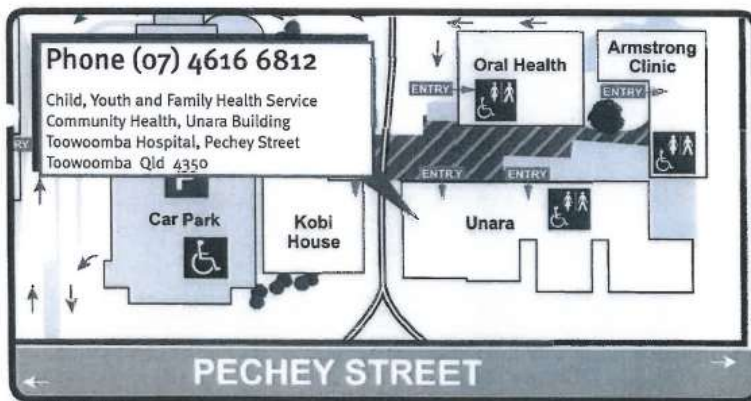 Phone (07) 4616 6812
Child, Youth and Family Health Service
Community Health, Unara Building
Toowoomba Hospital, Pechey Street
Toowoomba Qld 4350
Oral Health
Armstrong
Clinic
ENTRY
ENTRY
RY
ENTRY
ENTRY
P
Car Park
Kobi
House
Unara
PECHEY STREET